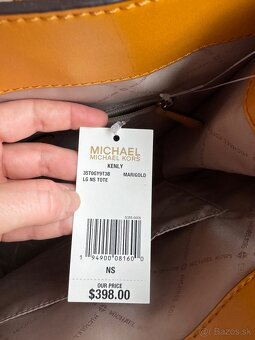 MICHAEL
MICHAEL KORS
KENLY
35T0GY9T3B MARIGOLD
LG NS TOTE
1 94900 08160 0
NS
OUR PRICE
$398.00
MICHAEL
Bazos.sk